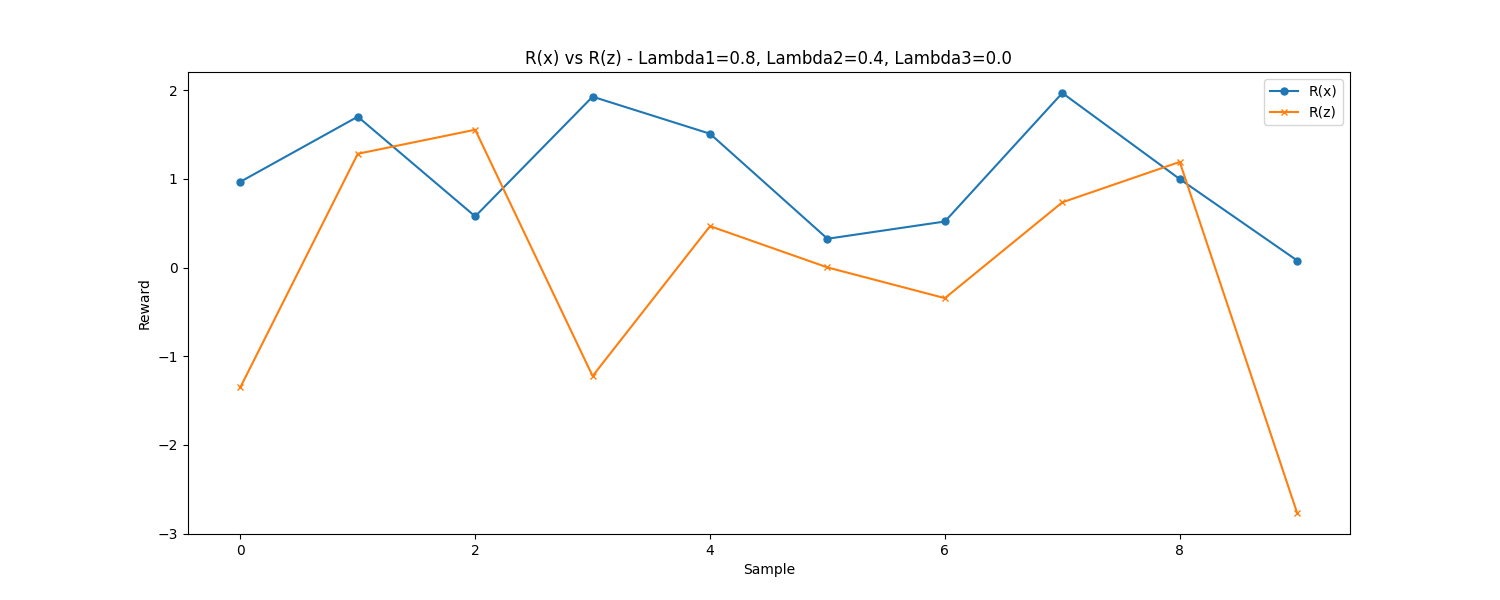 R(x) vs R(z) - Lambda1=0.8, Lambda2=0.4, Lambda3=0.0
R(x)
R(z)
2
1
0
−1
−2
−3
Reward
0 2 4 6 8
Sample